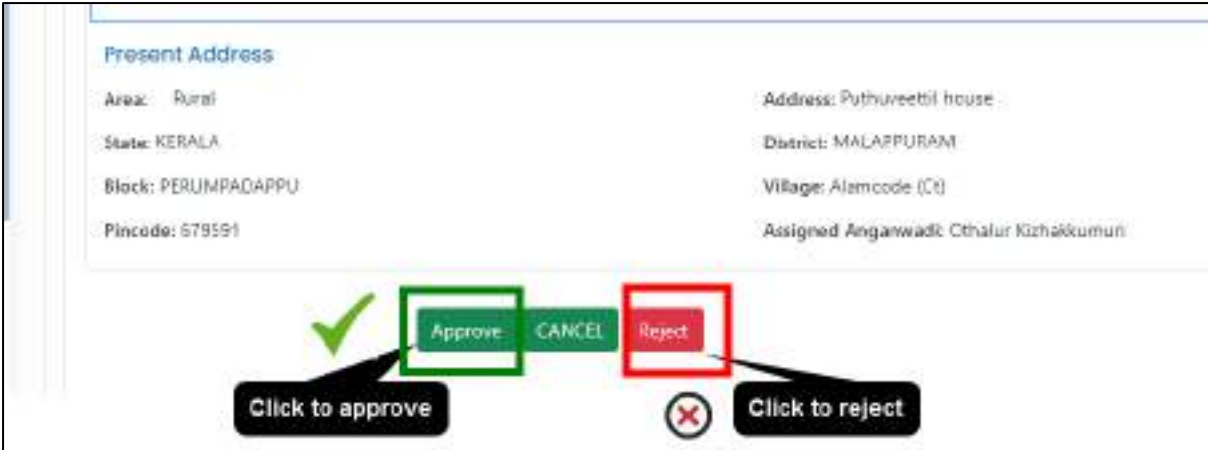 Present Address
Area: Rural Address: Puthuveettil house
State: KERALA District: MALAPPURAM
Block: PERUMPADAPPU Village: Alamcode (Ct)
Pincode: 679591 Assigned Anganwadi: Othalur Kizhakkumuri
Approve CANCEL Reject
Click to approve Click to reject